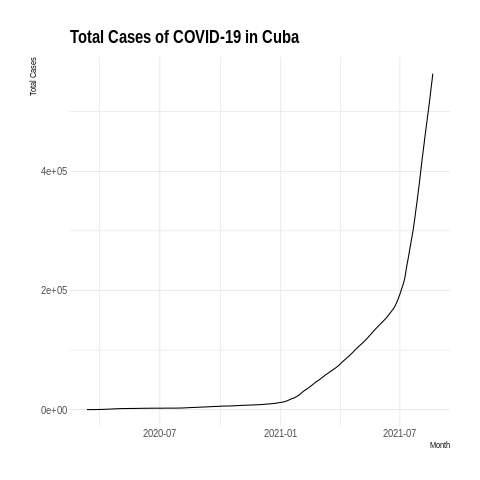 Total Cases of COVID-19 in Cuba
Total Cases
4e+05
2e+05
0e+00
2020-07 2021-01 2021-07
Month